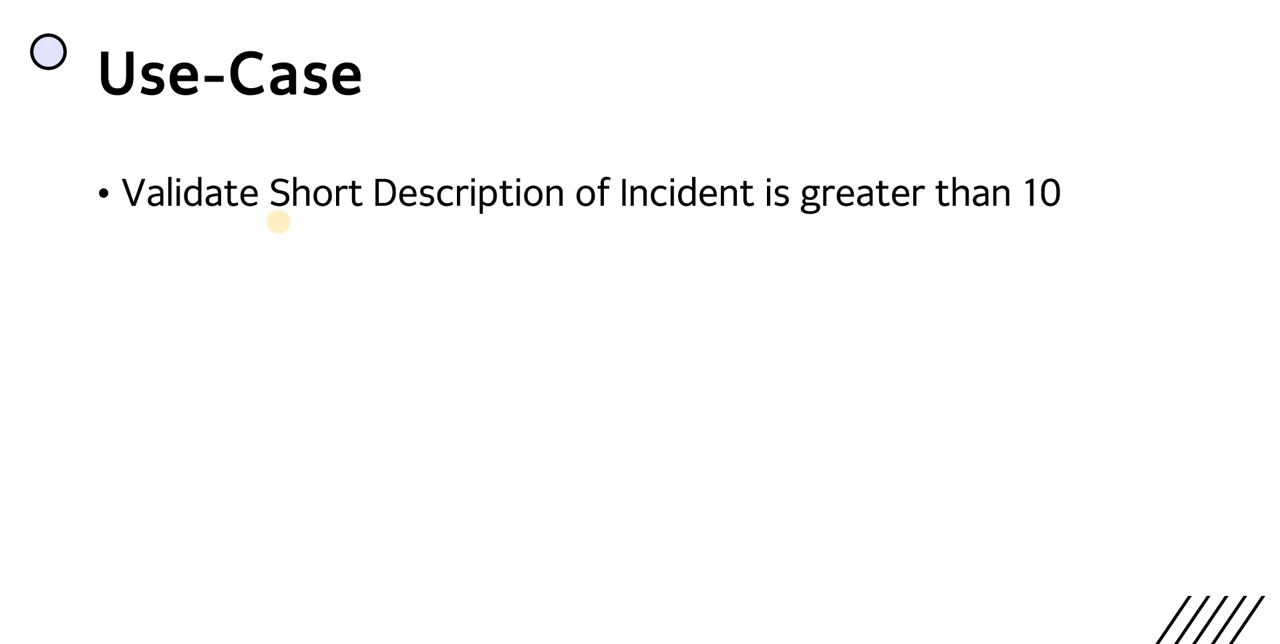 Use-Case
• Validate Short Description of Incident is greater than 10